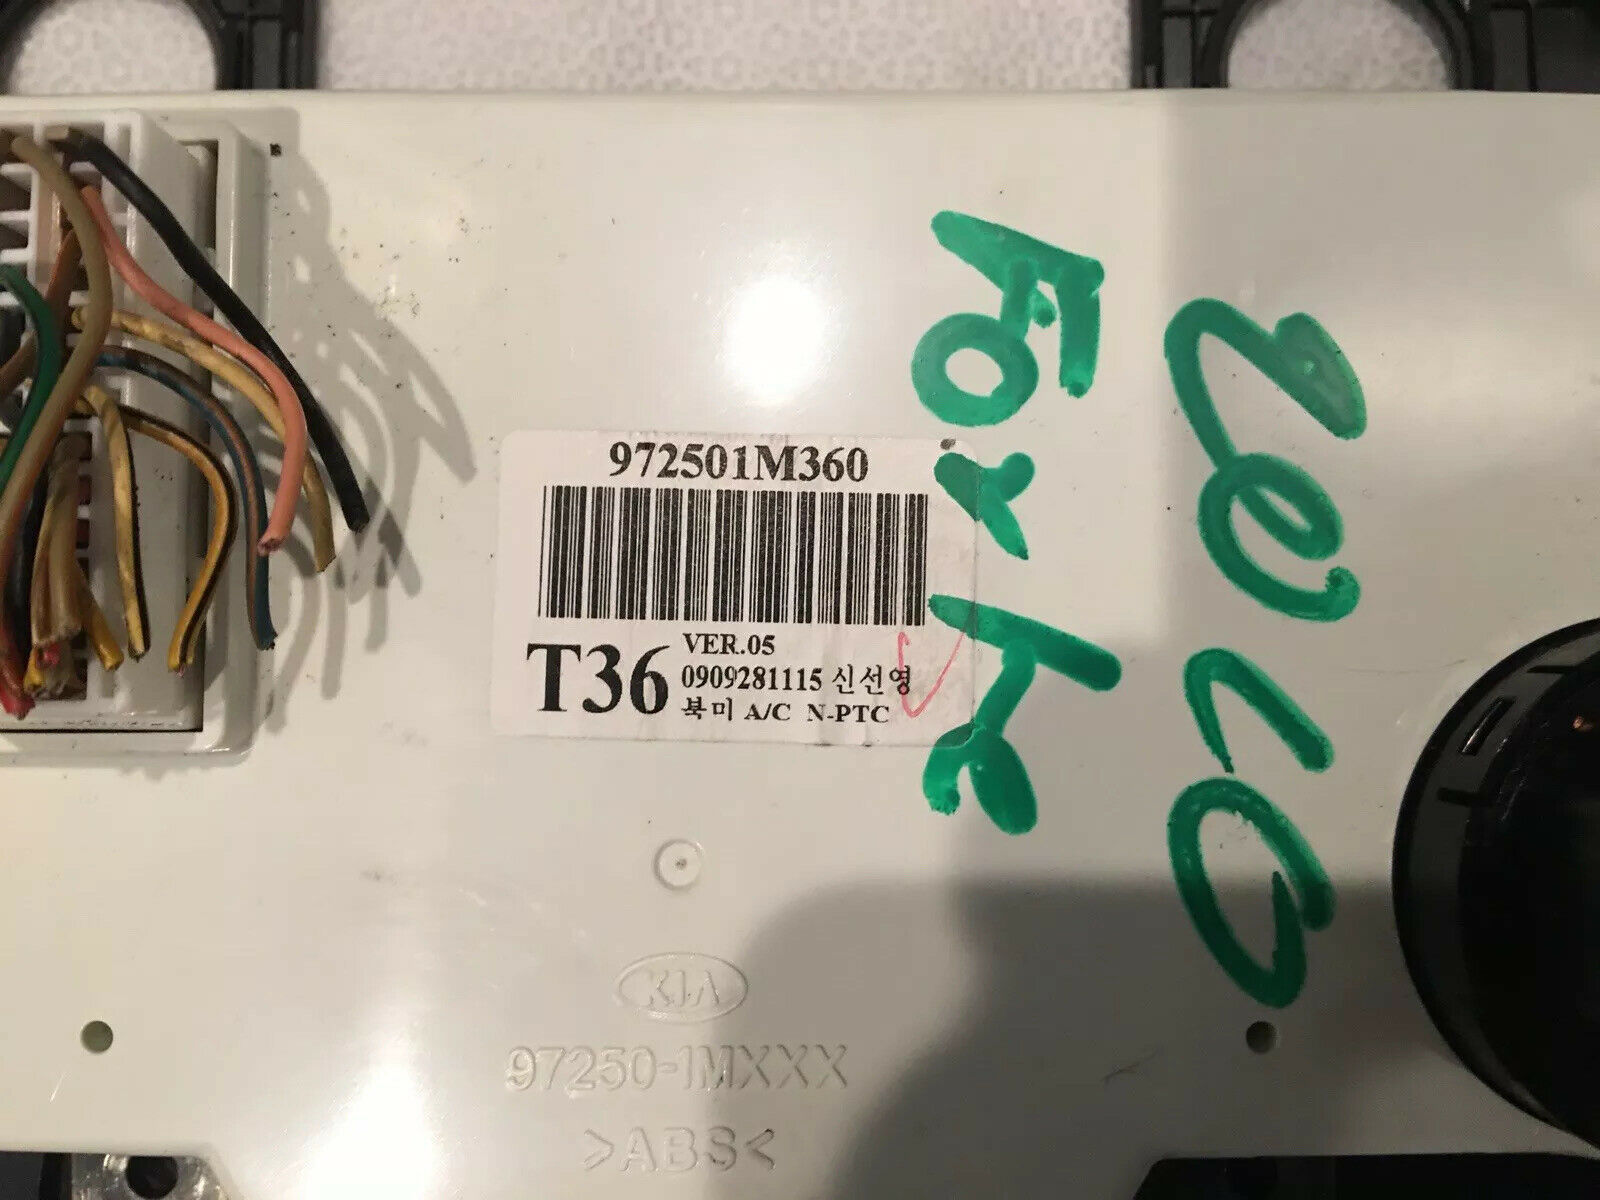 972501M360
T36
VER.05
0909281115 신선영
북미 A/C N-PTC
2010
Forte
KIA
97250-1MXXX
>ABS<